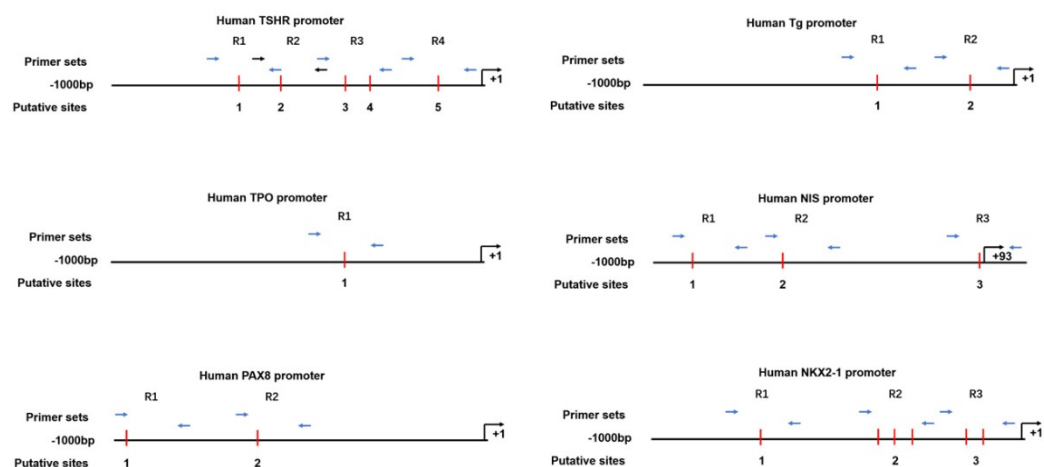 Human TSHR promoter
R1 R2 R3 R4
Primer sets
-1000bp
+1
Putative sites
1 2 3 4 5
Human Tg promoter
R1 R2
Primer sets
-1000bp
+1
Putative sites
1 2
Human TPO promoter
R1
Primer sets
-1000bp
+1
Putative sites
1
Human NIS promoter
R1 R2 R3
Primer sets
-1000bp
+93
Putative sites
1 2 3
Human PAX8 promoter
R1 R2
Primer sets
-1000bp
+1
Putative sites
1 2
Human NKX2-1 promoter
R1 R2 R3
Primer sets
-1000bp
+1
Putative sites
1 2 3